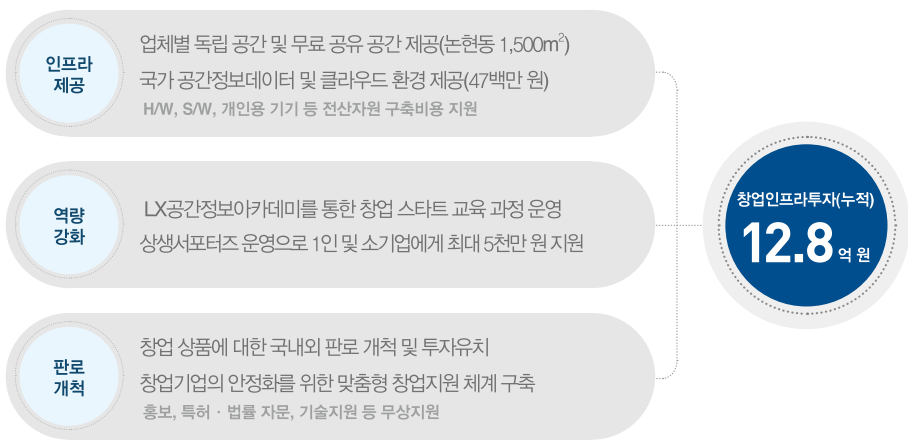 인프라
제공
업체별 독립 공간 및 무료 공유 공간 제공(논현동 1,500m²)
국가 공간정보데이터 및 클라우드 환경 제공(47백만 원)
H/W, S/W, 개인용 기기 등 전산자원 구축비용 지원
역량
강화
LX공간정보아카데미를 통한 창업 스타트 교육 과정 운영
상생서포터즈 운영으로 1인 및 소기업에게 최대 5천만 원 지원
판로
개척
창업 상품에 대한 국내외 판로 개척 및 투자유치
창업기업의 안정화를 위한 맞춤형 창업지원 체계 구축
홍보, 특허 · 법률 자문, 기술지원 등 무상지원
창업인프라투자(누적)
12.8 억 원